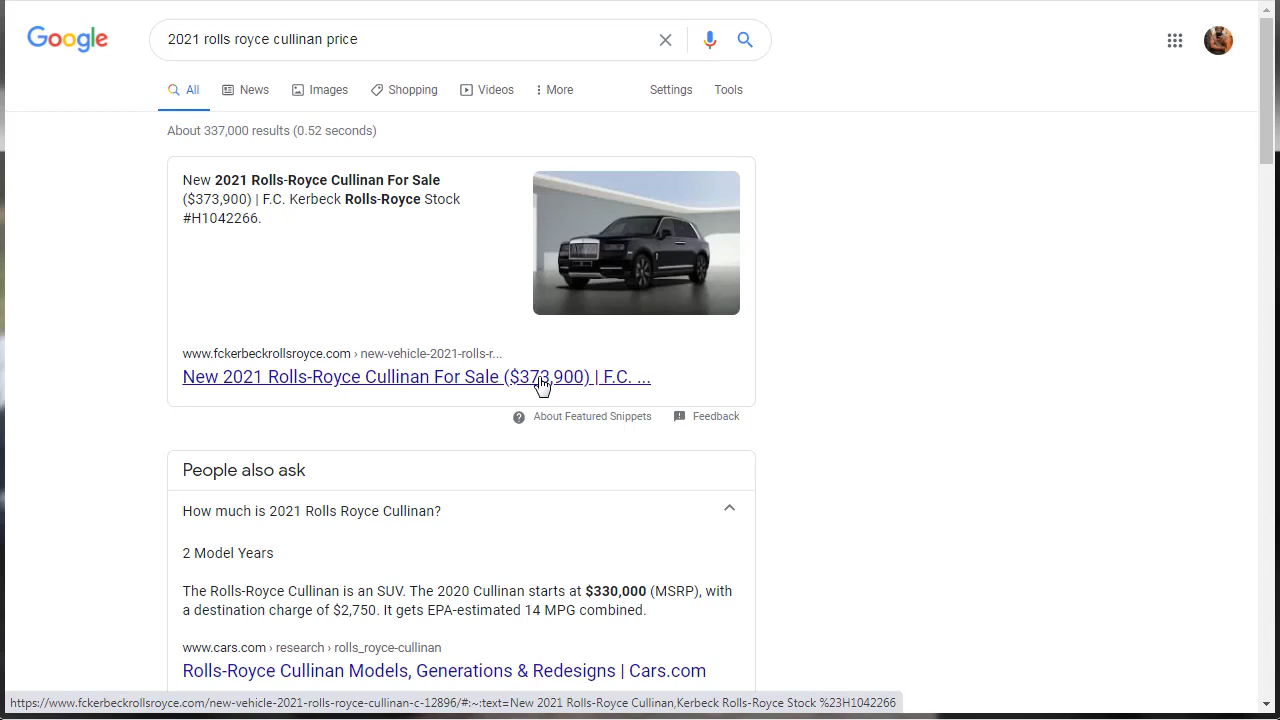 Google
2021 rolls royce cullinan price
All
News
Images
Shopping
Videos
More
Settings
Tools
About 337,000 results (0.52 seconds)
New 2021 Rolls-Royce Cullinan For Sale
($373,900) | F.C. Kerbeck Rolls-Royce Stock
#H1042266.
www.fckerbeckrollsroyce.com › new-vehicle-2021-rolls-r...
New 2021 Rolls-Royce Cullinan For Sale ($373,900) | F.C. ...
About Featured Snippets
Feedback
People also ask
How much is 2021 Rolls Royce Cullinan?
2 Model Years
The Rolls-Royce Cullinan is an SUV. The 2020 Cullinan starts at $330,000 (MSRP), with
a destination charge of $2,750. It gets EPA-estimated 14 MPG combined.
www.cars.com › research › rolls_royce-cullinan
Rolls-Royce Cullinan Models, Generations & Redesigns | Cars.com
https://www.fckerbeckrollsroyce.com/new-vehicle-2021-rolls-royce-cullinan-c-12896/#:~:text=New 2021 Rolls-Royce Cullinan,Kerbeck Rolls-Royce Stock %23H1042266